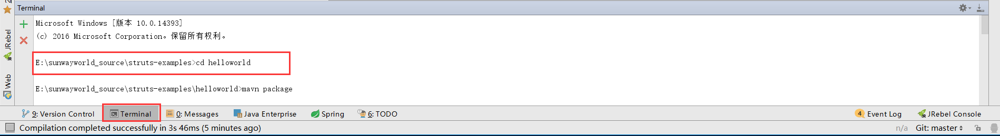 Terminal
Microsoft Windows [版本 10.0.14393]
(c) 2016 Microsoft Corporation。保留所有权利。
E:\sunwayworld_source\struts-examples>cd helloworld
E:\sunwayworld_source\struts-examples\helloworld>mavn package
JRebel
Web
9: Version Control
Terminal
0: Messages
Java Enterprise
Spring
6: TODO
4 Event Log
JR JRebel Console
Compilation completed successfully in 3s 46ms (5 minutes ago)
n/a
Git: master